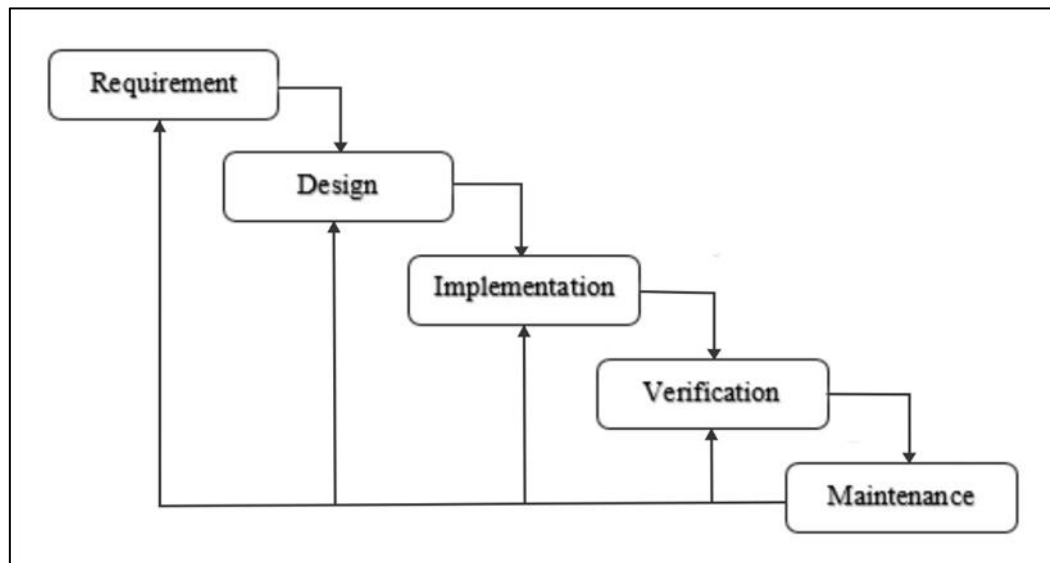 Requirement
Design
Implementation
Verification
Maintenance